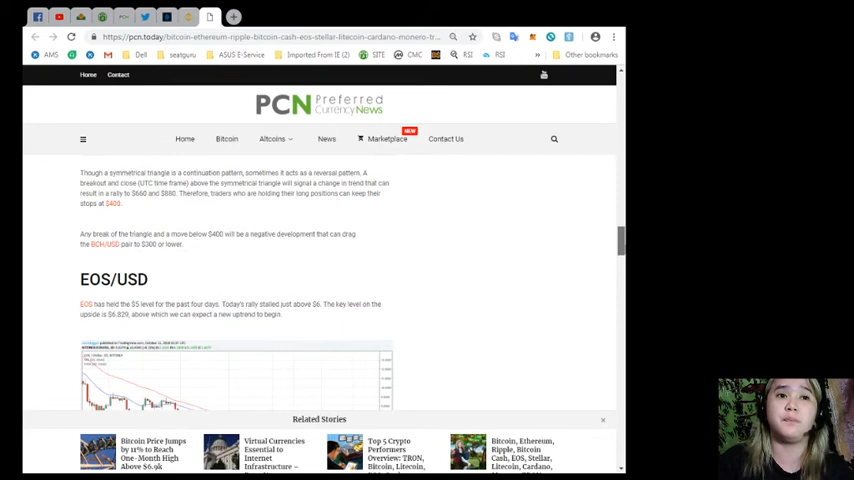 https://pcn.today/bitcoin-ethereum-ripple-bitcoin-cash-eos-stellar-litecoin-cardano-monero-tr...
AMS
Dell
seatguru
ASUS E-Service
Imported From IE (2)
SITE
CMC
RSI
RSI
»
Other bookmarks
Home Contact
PCN Preferred Currency News
Home Bitcoin Altcoins News Marketplace Contact Us
NEW
Though a symmetrical triangle is a continuation pattern, sometimes it acts as a reversal pattern. A
breakout and close (UTC time frame) above the symmetrical triangle will signal a change in trend that can
result in a rally to $660 and $880. Therefore, traders who are holding their long positions can keep their
stops at $400.
Any break of the triangle and a move below $400 will be a negative development that can drag
the BCH/USD pair to $300 or lower.
EOS/USD
EOS has held the $5 level for the past four days. Today's rally stalled just above $6. The key level on the
upside is $6.829, above which we can expect a new uptrend to begin.
Related Stories
Bitcoin Price Jumps
by 11% to Reach
One-Month High
Above $6.9k
Virtual Currencies
Essential to
Internet
Infrastructure –
Top 5 Crypto
Performers
Overview: TRON,
Bitcoin, Litecoin,
Bitcoin, Ethereum,
Ripple, Bitcoin
Cash, EOS, Stellar,
Litecoin, Cardano,